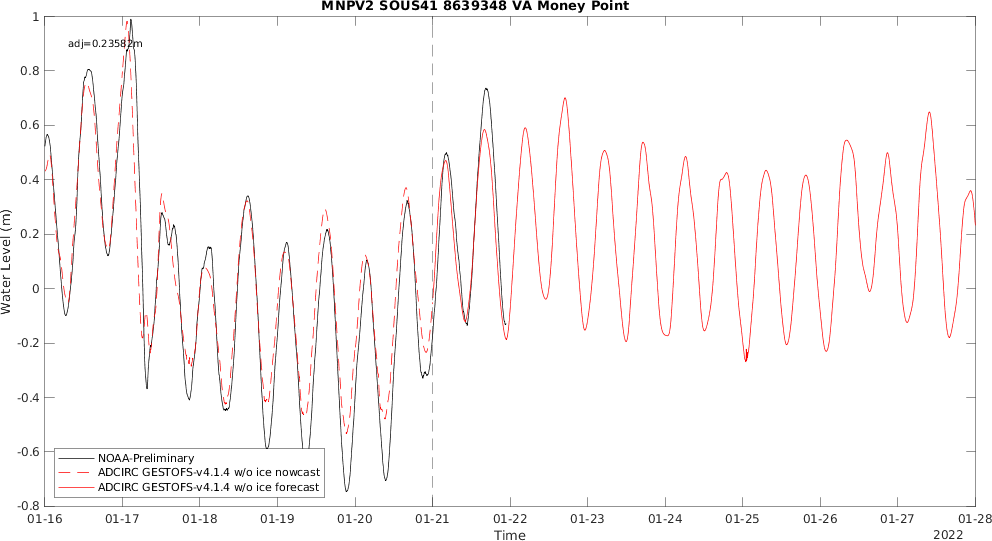 MNPV2 SOUS41 8639348 VA Money Point
adj=0.23582m
Water Level (m)
1
0.8
0.6
0.4
0.2
0
-0.2
-0.4
-0.6
-0.8
NOAA-Preliminary
ADCIRC GESTOFS-v4.1.4 w/o ice nowcast
ADCIRC GESTOFS-v4.1.4 w/o ice forecast
01-16 01-17 01-18 01-19 01-20 01-21 01-22 01-23 01-24 01-25 01-26 01-27 01-28
Time
2022